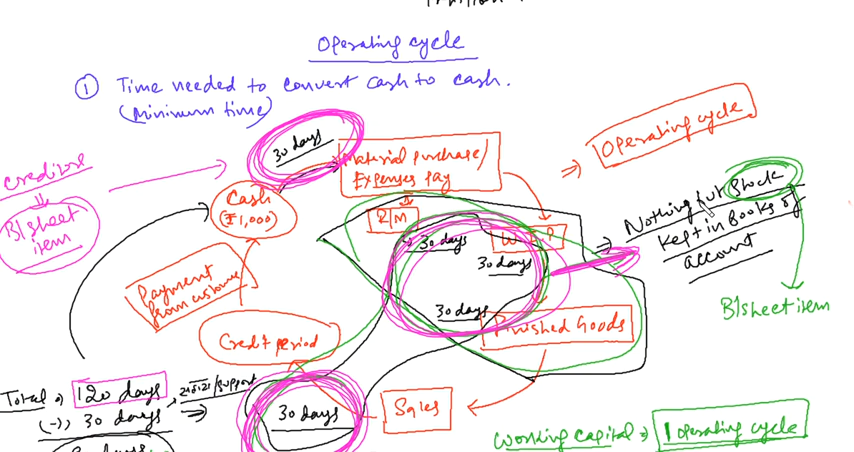 Operating cycle
① Time needed to convert cash to cash.
(Minimum time)
30 days
Material purchase/
Expenses pay
⇒ Operating cycle
Creditors
B/sheet
item
Cash
(₹1,000)
R/M
W I P
30 days
30 days
30 days
⇒ Nothing but Stock
kept in Books of
account
B/sheet item
Payment
from customer
Credit period
Finished Goods
Total → 120 days
(-) → 30 days
/support
30 days
Sales
Working Capital ⇒ 1 operating cycle